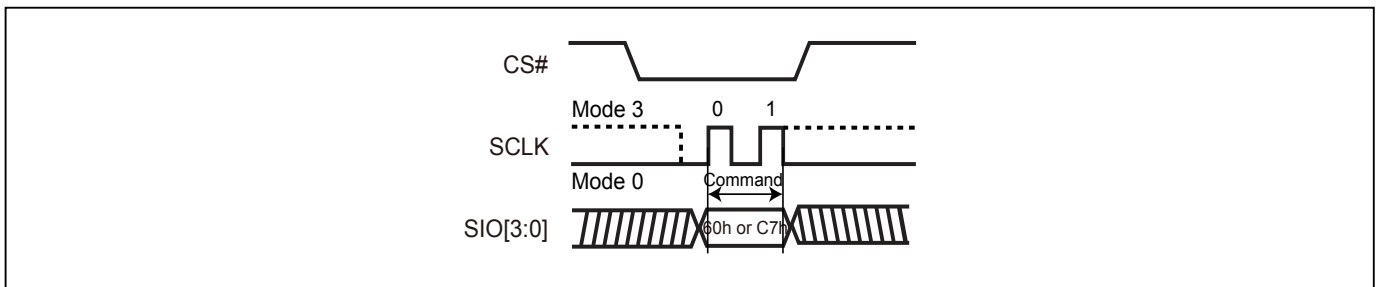 CS#
Mode 3 0 1
SCLK
Mode 0 Command
SIO[3:0] 60h or C7h